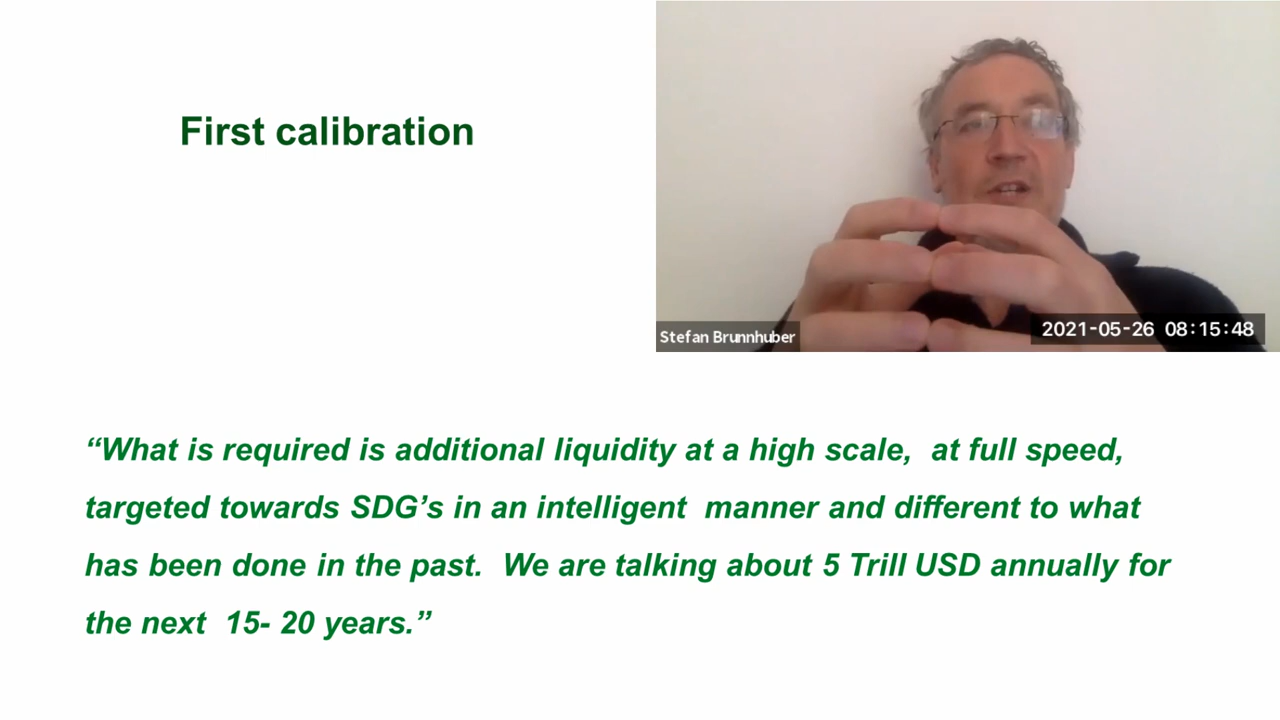 First calibration
Stefan Brunnhuber
2021-05-26 08:15:48
“What is required is additional liquidity at a high scale,  at full speed,
targeted towards SDG’s in an intelligent  manner and different to what
has been done in the past.  We are talking about 5 Trill USD annually for
the next  15- 20 years.”